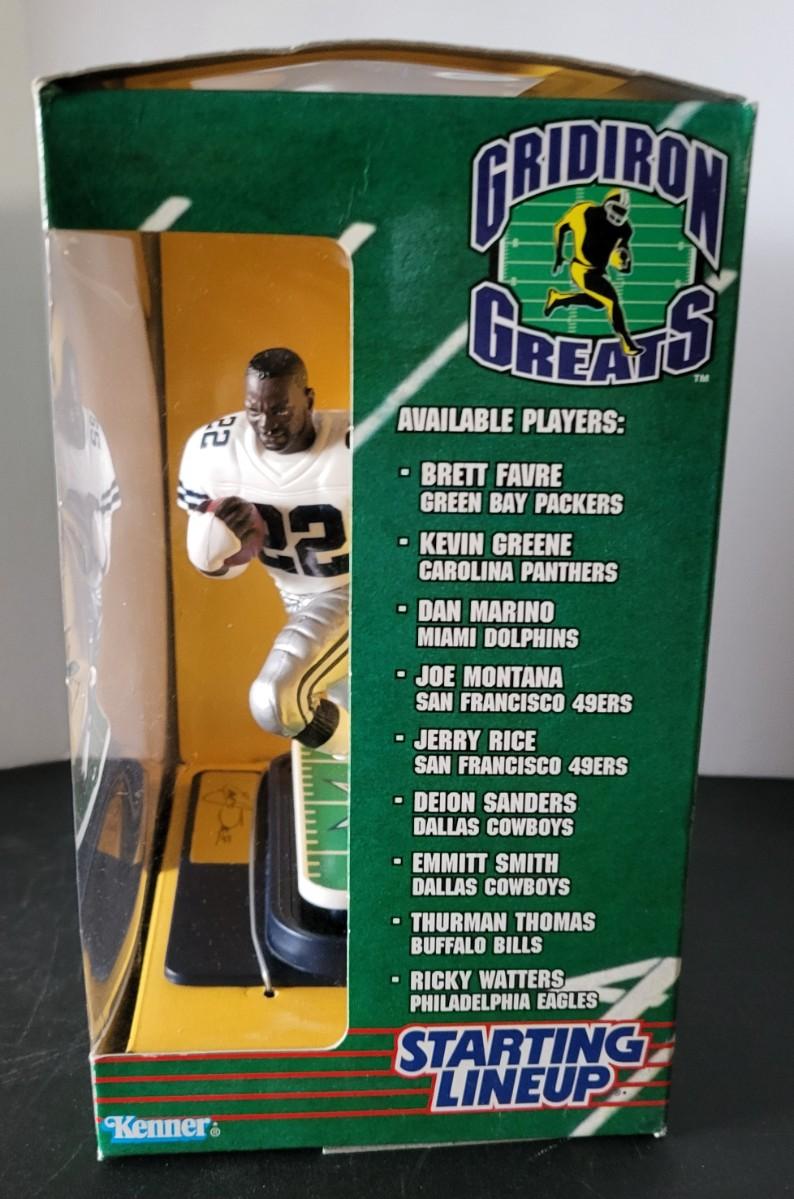 GRIDIRON
GREATS™
AVAILABLE PLAYERS:
- BRETT FAVRE
GREEN BAY PACKERS
- KEVIN GREENE
CAROLINA PANTHERS
- DAN MARINO
MIAMI DOLPHINS
- JOE MONTANA
SAN FRANCISCO 49ERS
- JERRY RICE
SAN FRANCISCO 49ERS
- DEION SANDERS
DALLAS COWBOYS
- EMMITT SMITH
DALLAS COWBOYS
- THURMAN THOMAS
BUFFALO BILLS
- RICKY WATTERS
PHILADELPHIA EAGLES
22
22
STARTING
LINEUP
Kenner®